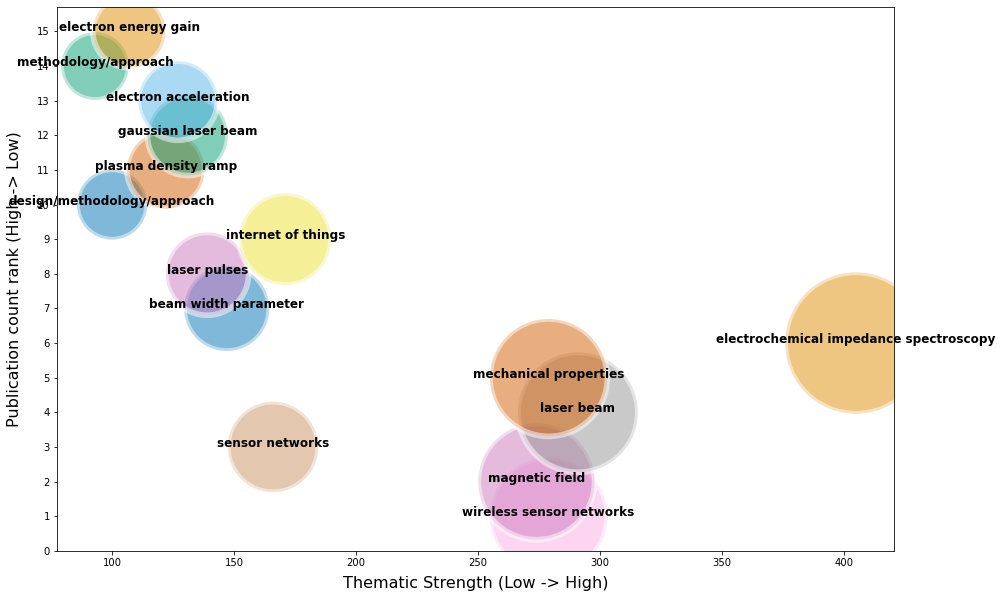 electron energy gain
methodology/approach
electron acceleration
gaussian laser beam
plasma density ramp
design/methodology/approach
internet of things
laser pulses
beam width parameter
electrochemical impedance spectroscopy
mechanical properties
laser beam
sensor networks
magnetic field
wireless sensor networks
15
14
13
12
11
10
9
8
7
6
5
4
3
2
1
0
Publication count rank (High --> Low)
100
150
200
250
300
350
400
Thematic Strength (Low -> High)